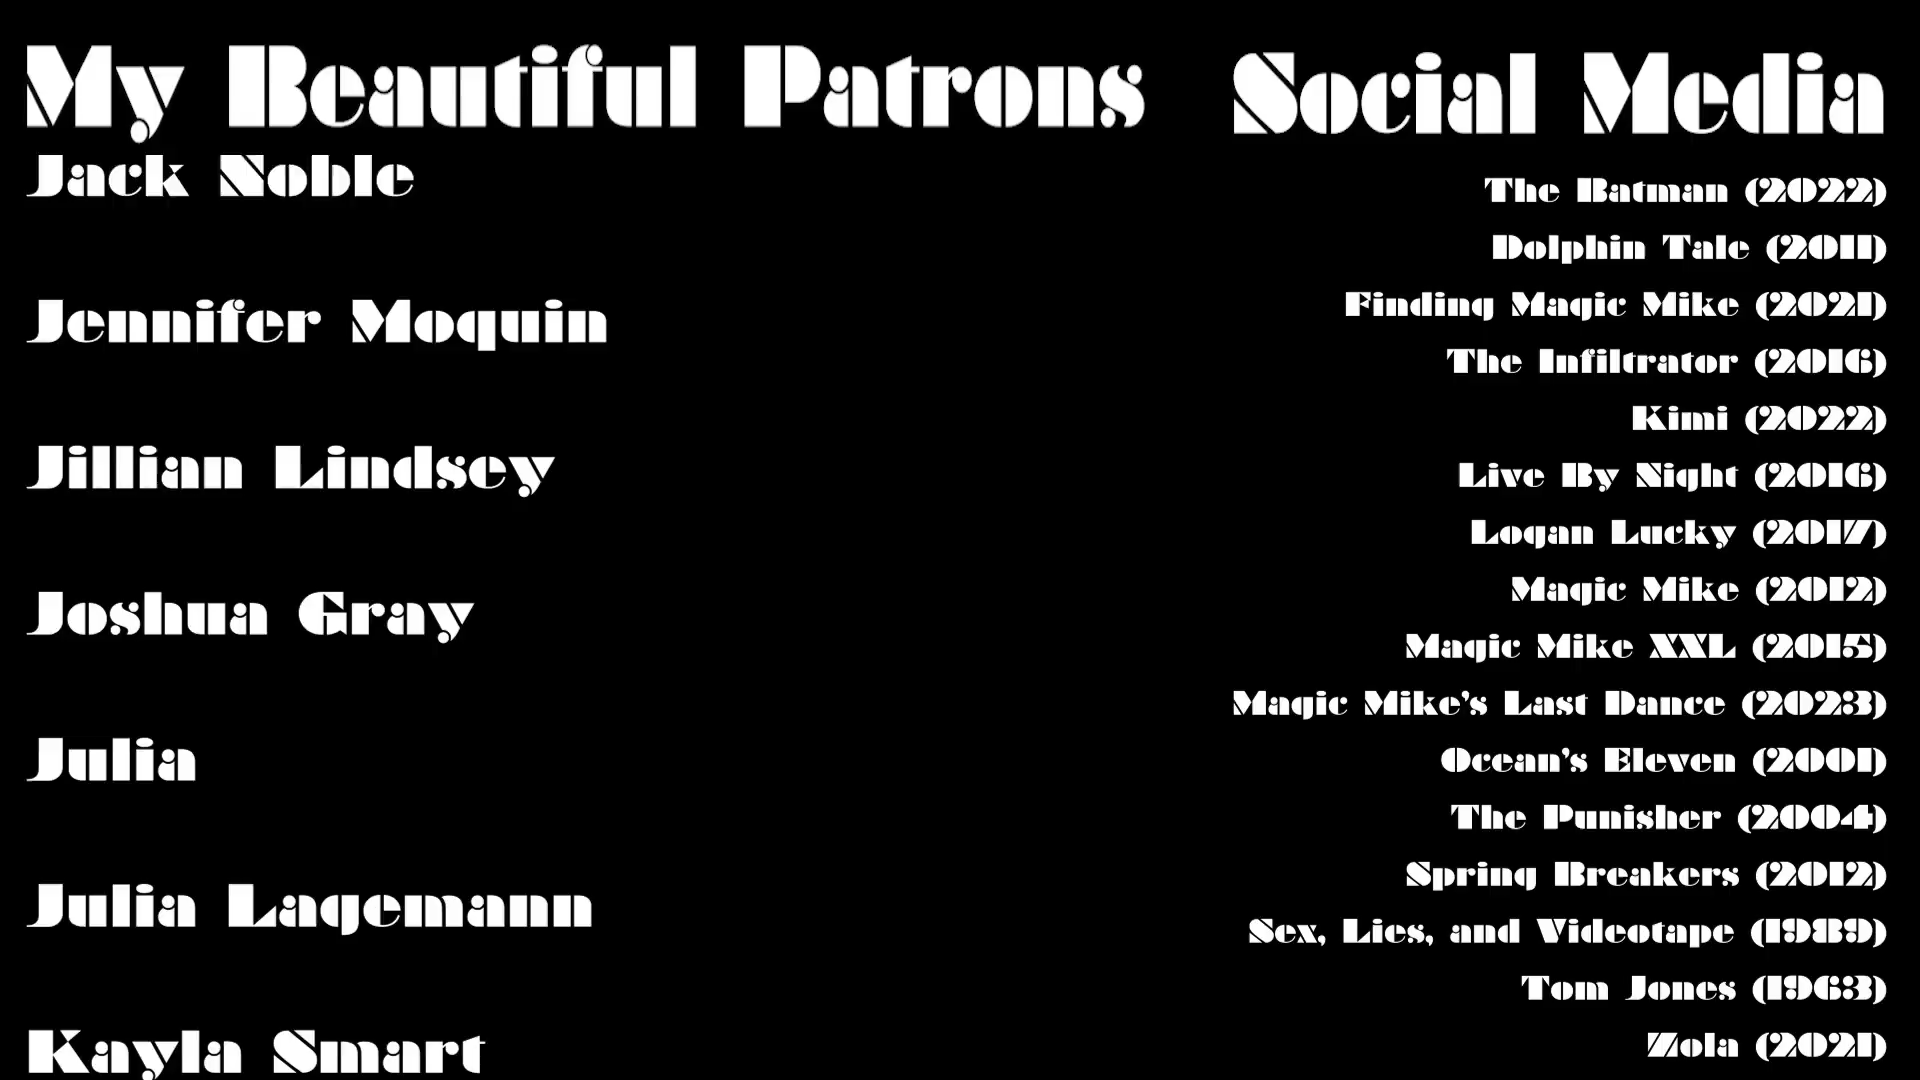 My Beautiful Patrons
Jack Noble
Jennifer Moquin
Jillian Lindsey
Joshua Gray
Julia
Julia Lagemann
Kayla Smart
Social Media
The Batman (2022)
Dolphin Tale (2011)
Finding Magic Mike (2021)
The Infiltrator (2016)
Kimi (2022)
Live By Night (2016)
Logan Lucky (2017)
Magic Mike (2012)
Magic Mike XXL (2015)
Magic Mike's Last Dance (2023)
Ocean's Eleven (2001)
The Punisher (2004)
Spring Breakers (2012)
Sex, Lies, and Videotape (1989)
Tom Jones (1963)
Zola (2021)